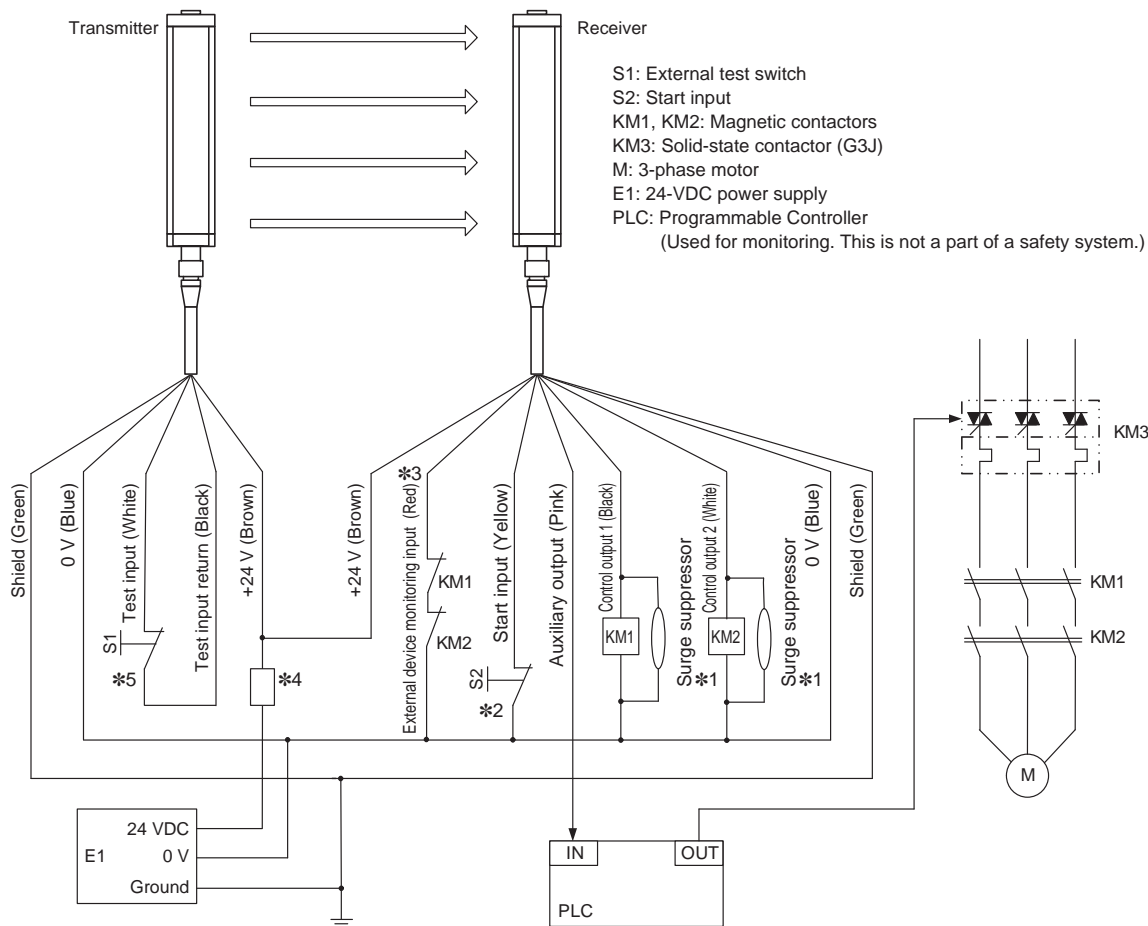 Transmitter
Receiver
S1: External test switch
S2: Start input
KM1, KM2: Magnetic contactors
KM3: Solid-state contactor (G3J)
M: 3-phase motor
E1: 24-VDC power supply
PLC: Programmable Controller
(Used for monitoring. This is not a part of a safety system.)
Shield (Green)
0 V (Blue)
Test input (White)
S1
✻5
Test input return (Black)
+24 V (Brown)
✻4
+24 V (Brown)
✻3
External device monitoring input (Red)
KM1
KM2
Start input (Yellow)
S2
✻2
Auxiliary output (Pink)
Control output 1 (Black)
KM1
Surge suppressor
✻1
Control output 2 (White)
KM2
Surge suppressor
✻1
0 V (Blue)
Shield (Green)
KM3
KM1
KM2
M
24 VDC
E1
0 V
Ground
IN
OUT
PLC